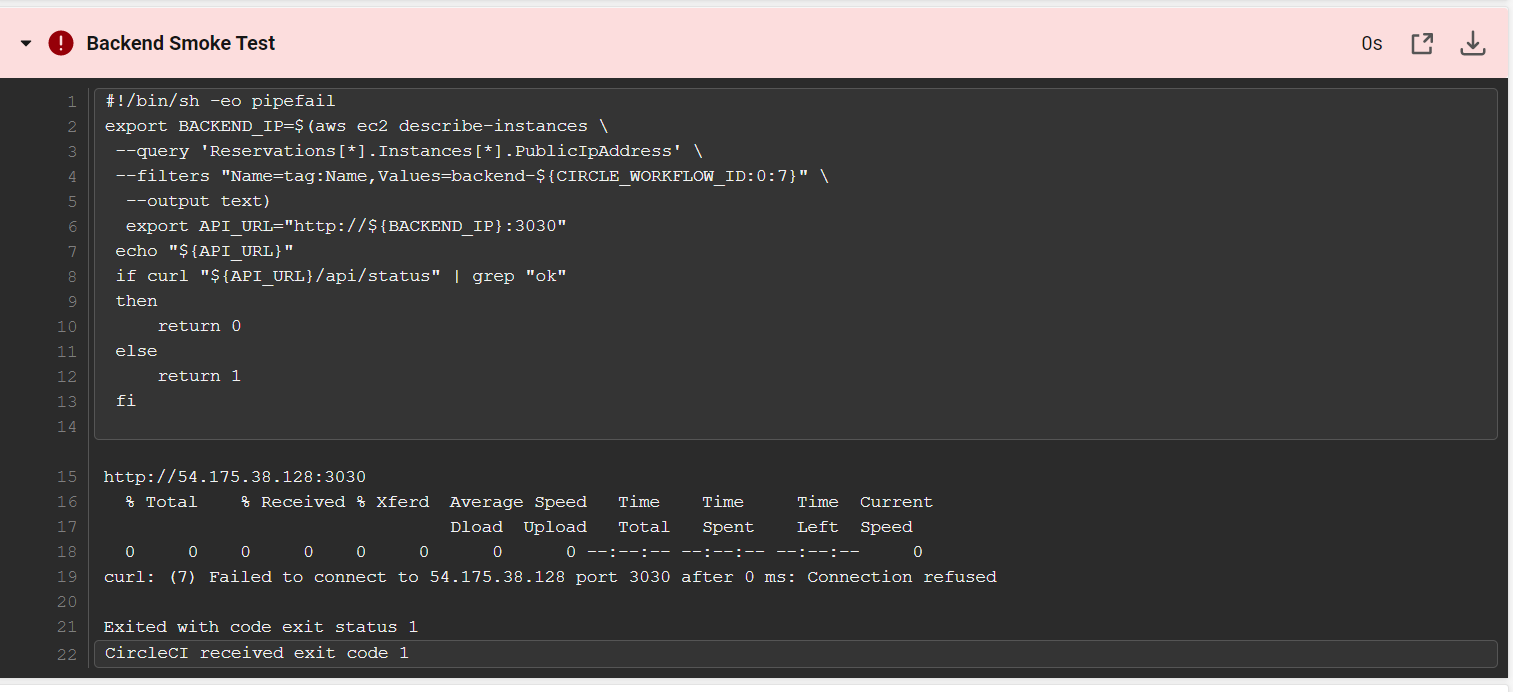 Backend Smoke Test 0s
1 #!/bin/sh -eo pipefail
2 export BACKEND_IP=$(aws ec2 describe-instances \
3 --query 'Reservations[*].Instances[*].PublicIpAddress' \
4 --filters "Name=tag:Name,Values=backend-${CIRCLE_WORKFLOW_ID:0:7}" \
5 --output text)
6 export API_URL="http://${BACKEND_IP}:3030"
7 echo "${API_URL}"
8 if curl "${API_URL}/api/status" | grep "ok"
9 then
10 return 0
11 else
12 return 1
13 fi
14
15 http://54.175.38.128:3030
16 % Total % Received % Xferd Average Speed Time Time Time Current
17 Dload Upload Total Spent Left Speed
18 0 0 0 0 0 0 0 0 --:--:-- --:--:-- --:--:-- 0
19 curl: (7) Failed to connect to 54.175.38.128 port 3030 after 0 ms: Connection refused
20
21 Exited with code exit status 1
22 CircleCI received exit code 1